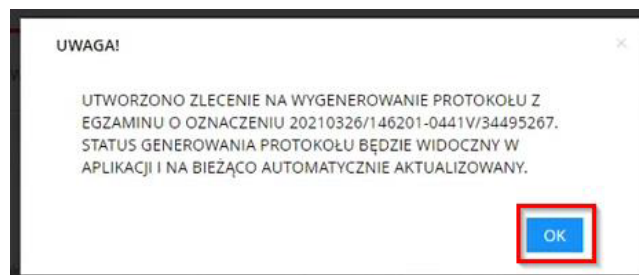 UWAGA!
UTWORZONO ZLECENIE NA WYGENEROWANIE PROTOKOŁU Z
EGZAMINU O OZNACZENIU 20210326/146201-0441V/34495267.
STATUS GENEROWANIA PROTOKOŁU BĘDZIE WIDOCZNY W
APLIKACJI I NA BIEŻĄCO AUTOMATYCZNIE AKTUALIZOWANY.
OK